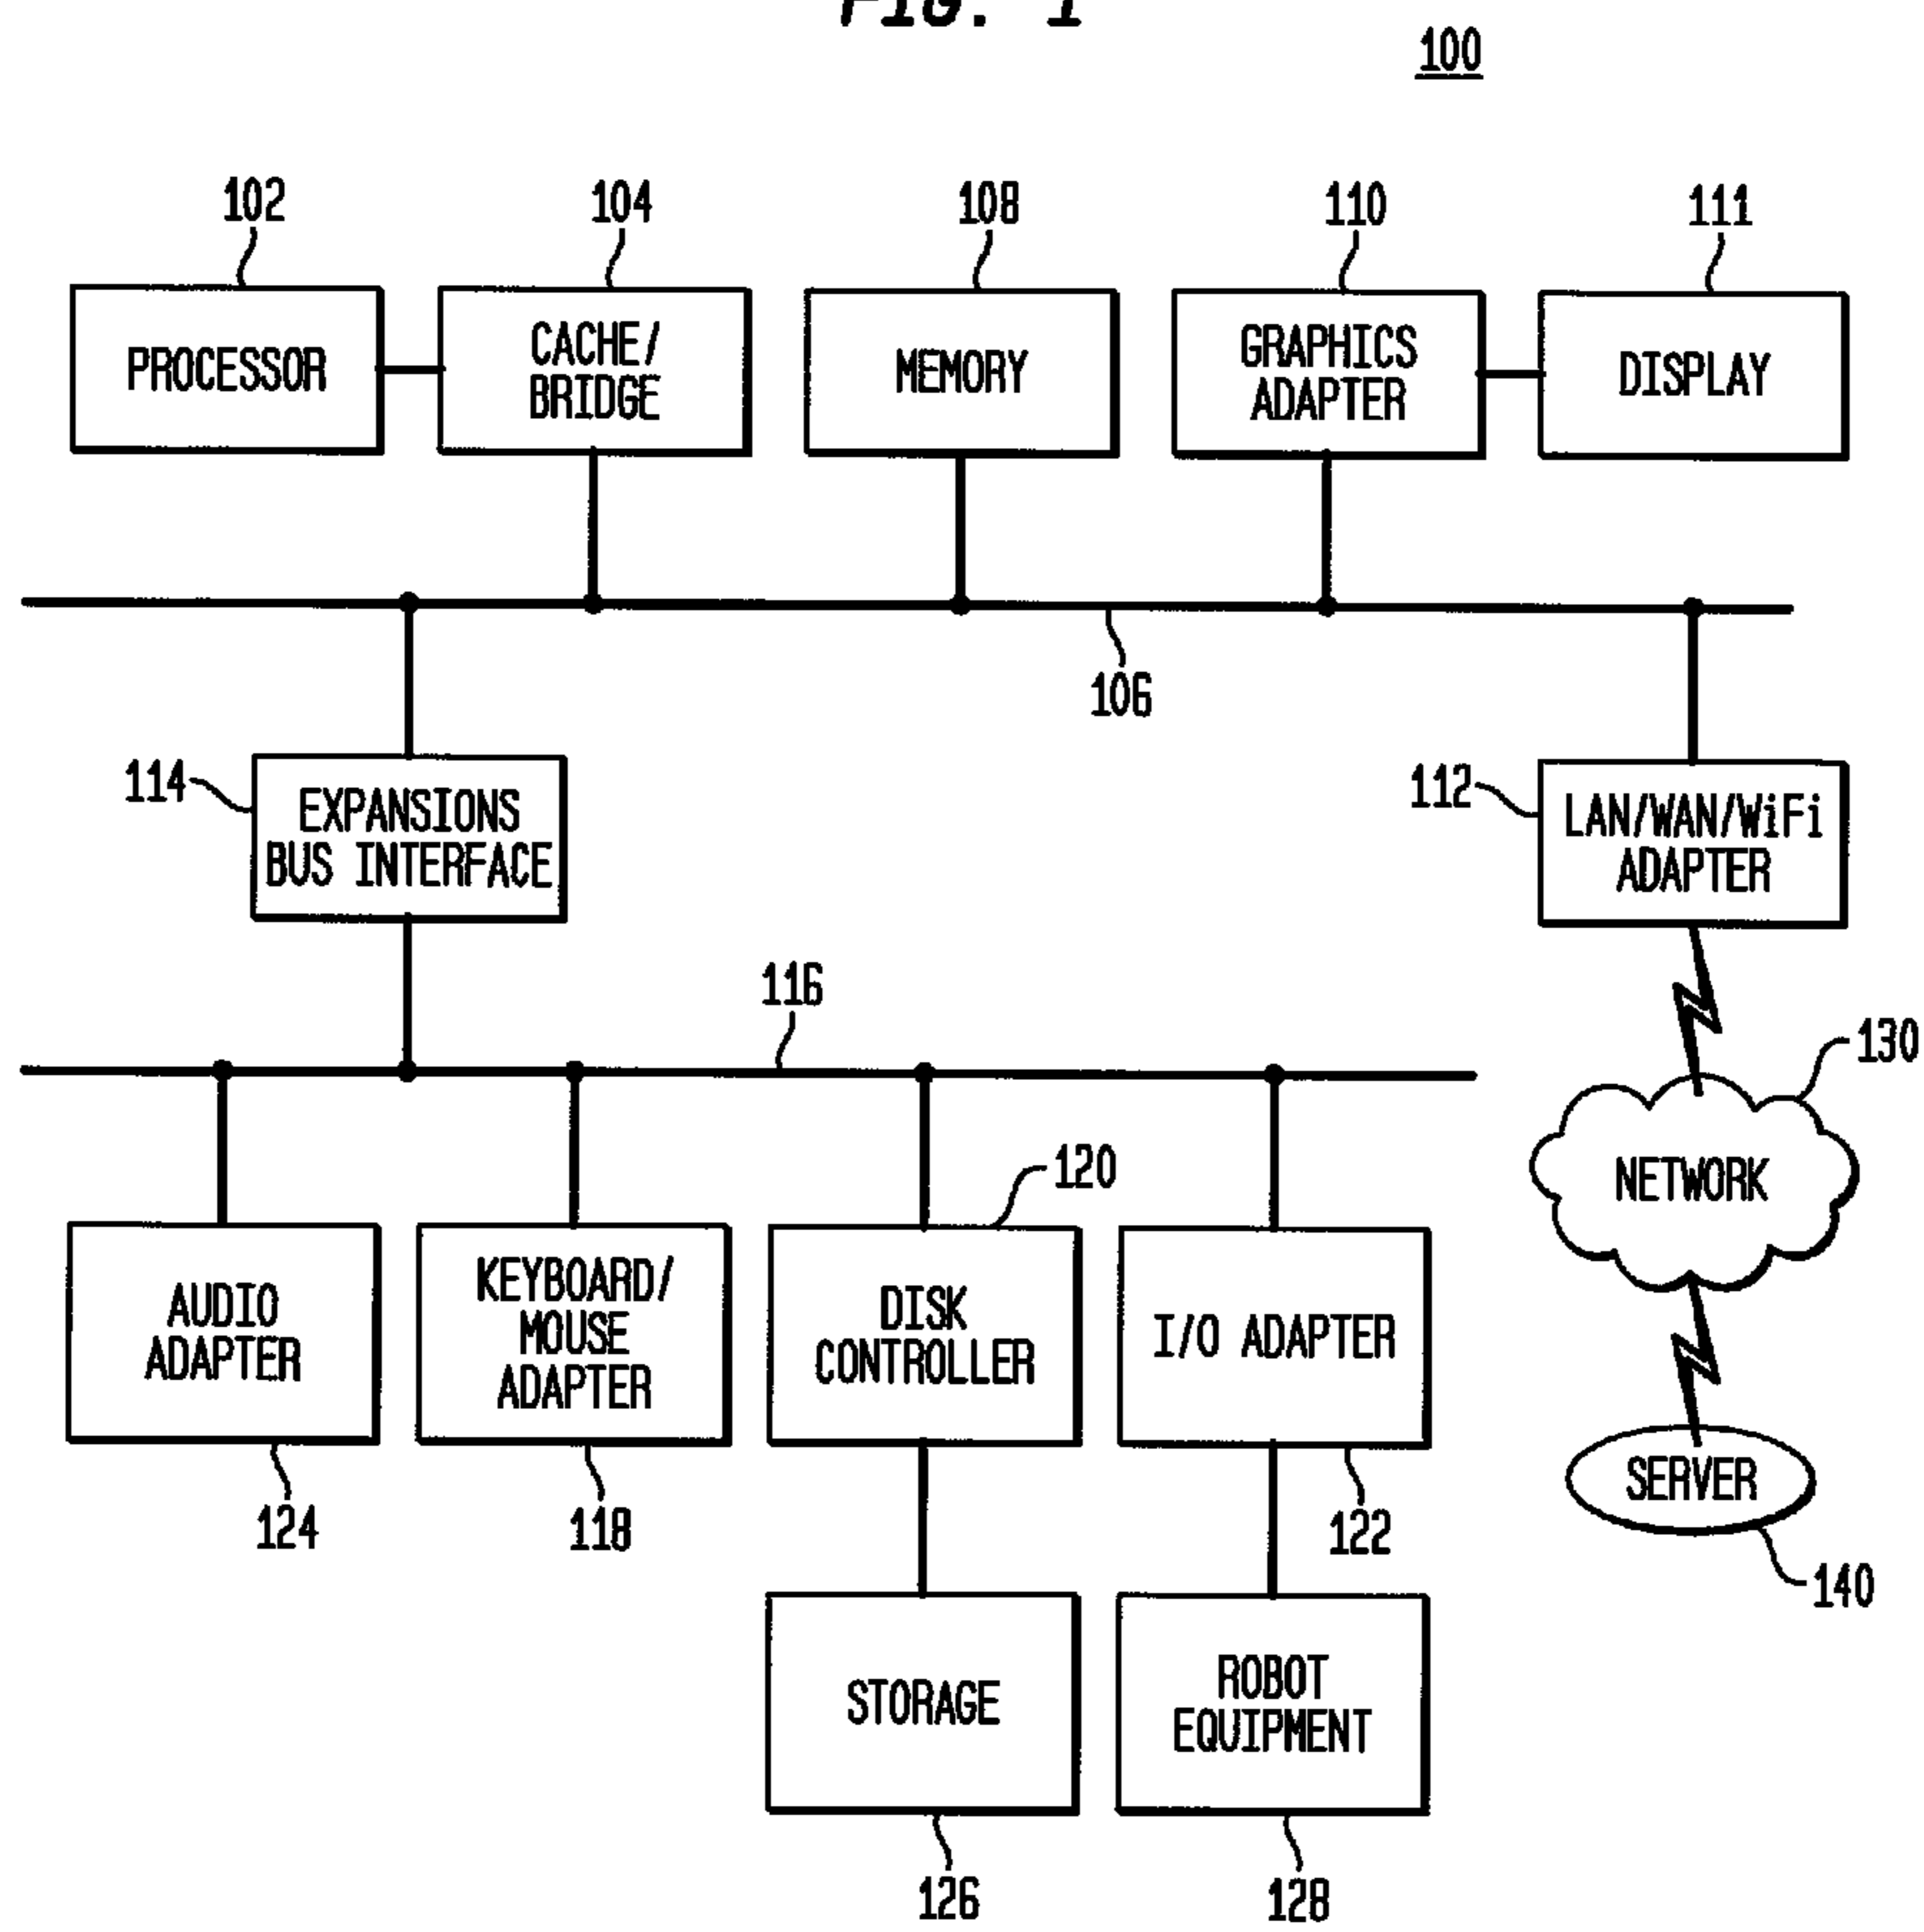 FIG. 1
100
102
104
108
110
111
PROCESSOR
CACHE/
BRIDGE
MEMORY
GRAPHICS
ADAPTER
DISPLAY
106
114
EXPANSIONS
BUS INTERFACE
112
LAN/WAN/WiFi
ADAPTER
116
130
NETWORK
120
AUDIO
ADAPTER
KEYBOARD/
MOUSE
ADAPTER
DISK
CONTROLLER
I/O ADAPTER
SERVER
124
118
122
140
STORAGE
ROBOT
EQUIPMENT
126
128